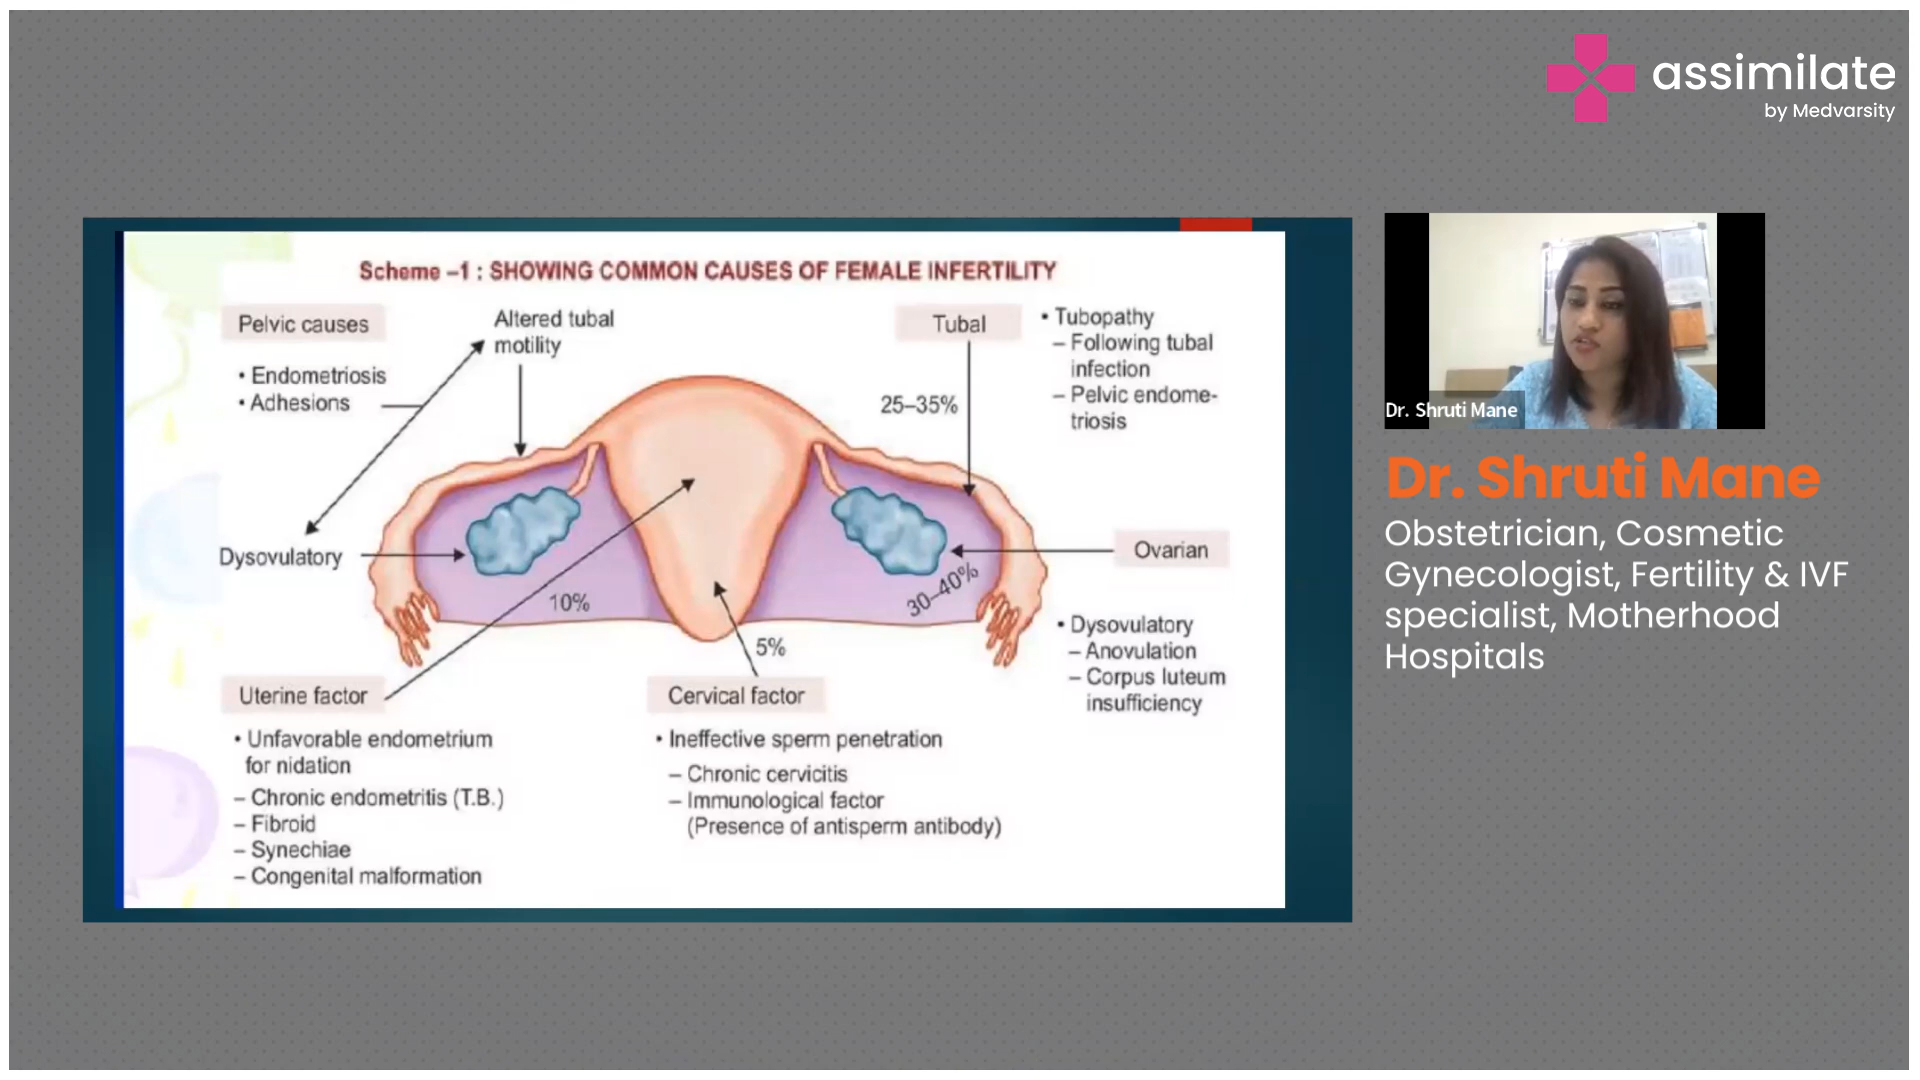 assimilate
by Medvarsity
Scheme –1 : SHOWING COMMON CAUSES OF FEMALE INFERTILITY
Pelvic causes
• Endometriosis
• Adhesions
Altered tubal
motility
Dysovulatory
Tubal
25–35%
• Tubopathy
– Following tubal
infection
– Pelvic endome-
triosis
Ovarian
30–40%
• Dysovulatory
– Anovulation
– Corpus luteum
insufficiency
Uterine factor
10%
• Unfavorable endometrium
for nidation
– Chronic endometritis (T.B.)
– Fibroid
– Synechiae
– Congenital malformation
Cervical factor
5%
• Ineffective sperm penetration
– Chronic cervicitis
– Immunological factor
(Presence of antisperm antibody)
Dr. Shruti Mane
Dr. Shruti Mane
Obstetrician, Cosmetic
Gynecologist, Fertility & IVF
specialist, Motherhood
Hospitals